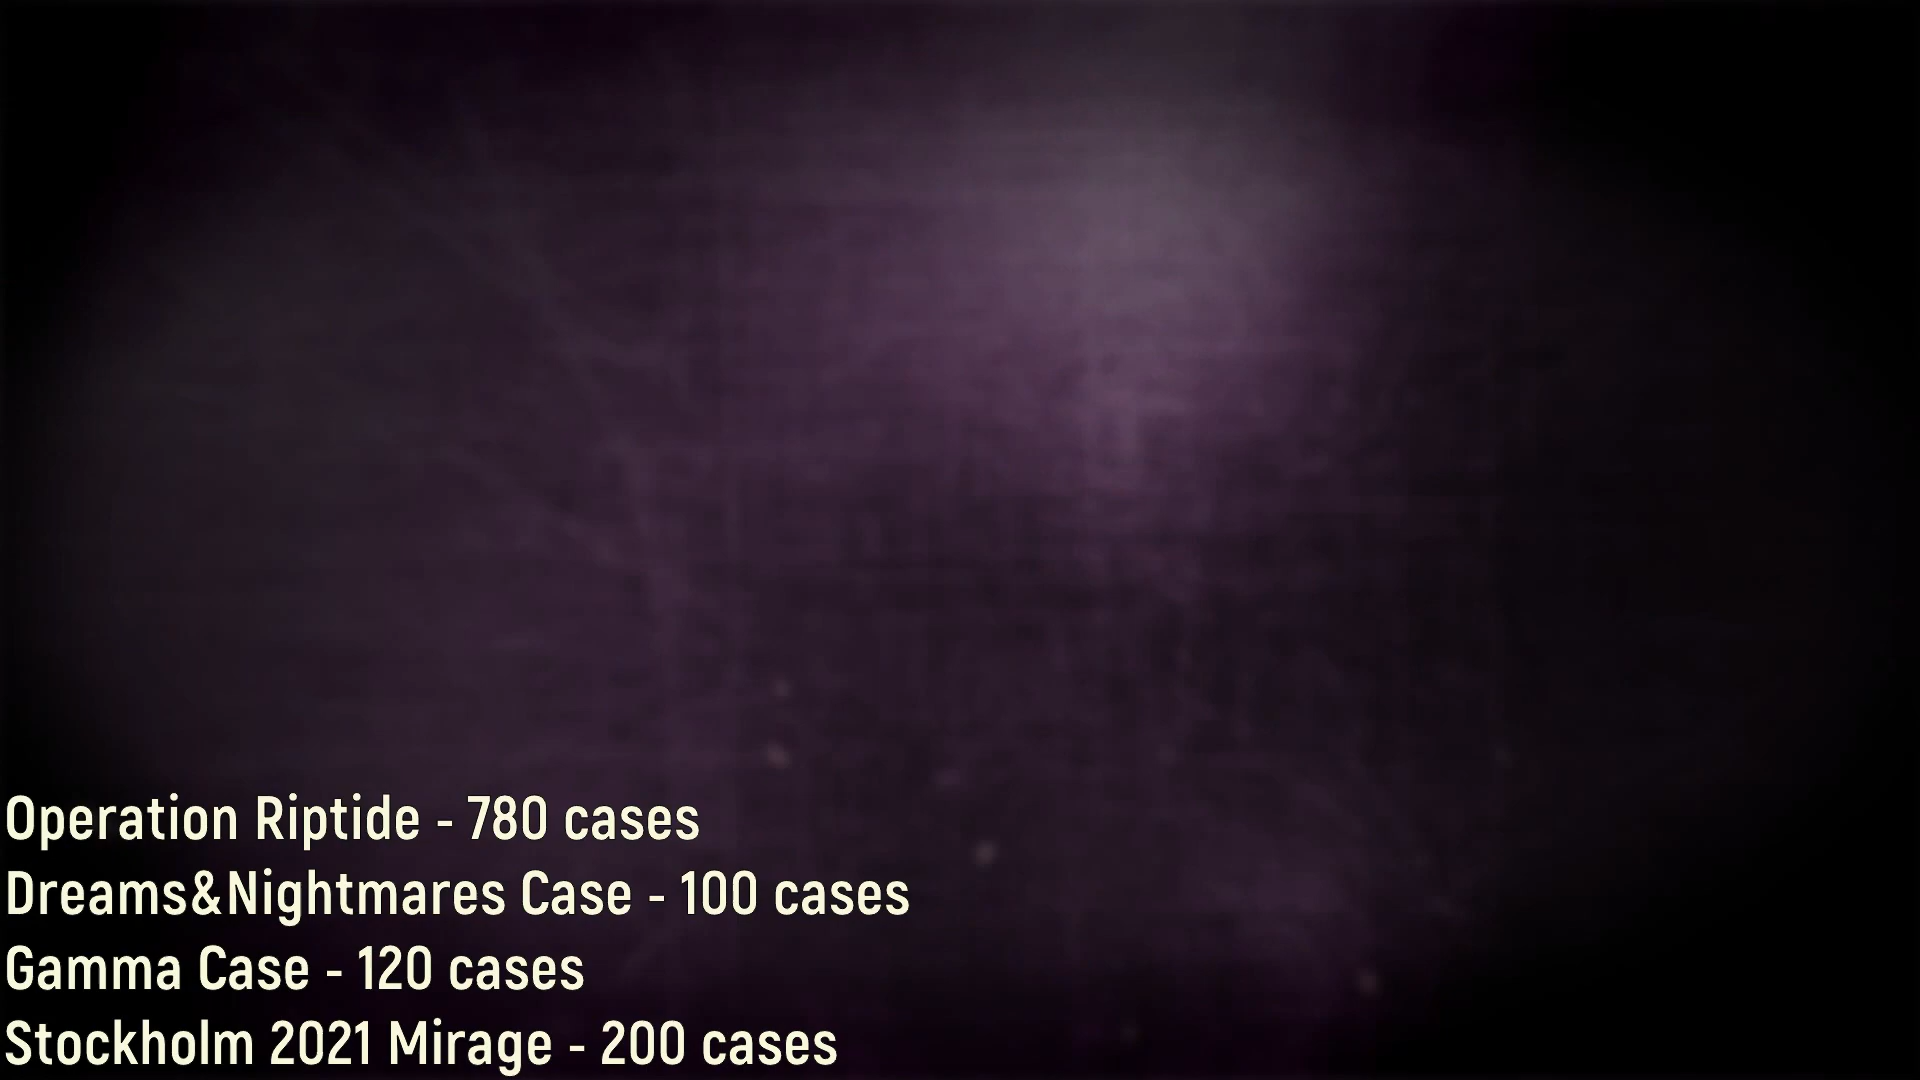 Operation Riptide - 780 cases
Dreams&Nightmares Case - 100 cases
Gamma Case - 120 cases
Stockholm 2021 Mirage - 200 cases